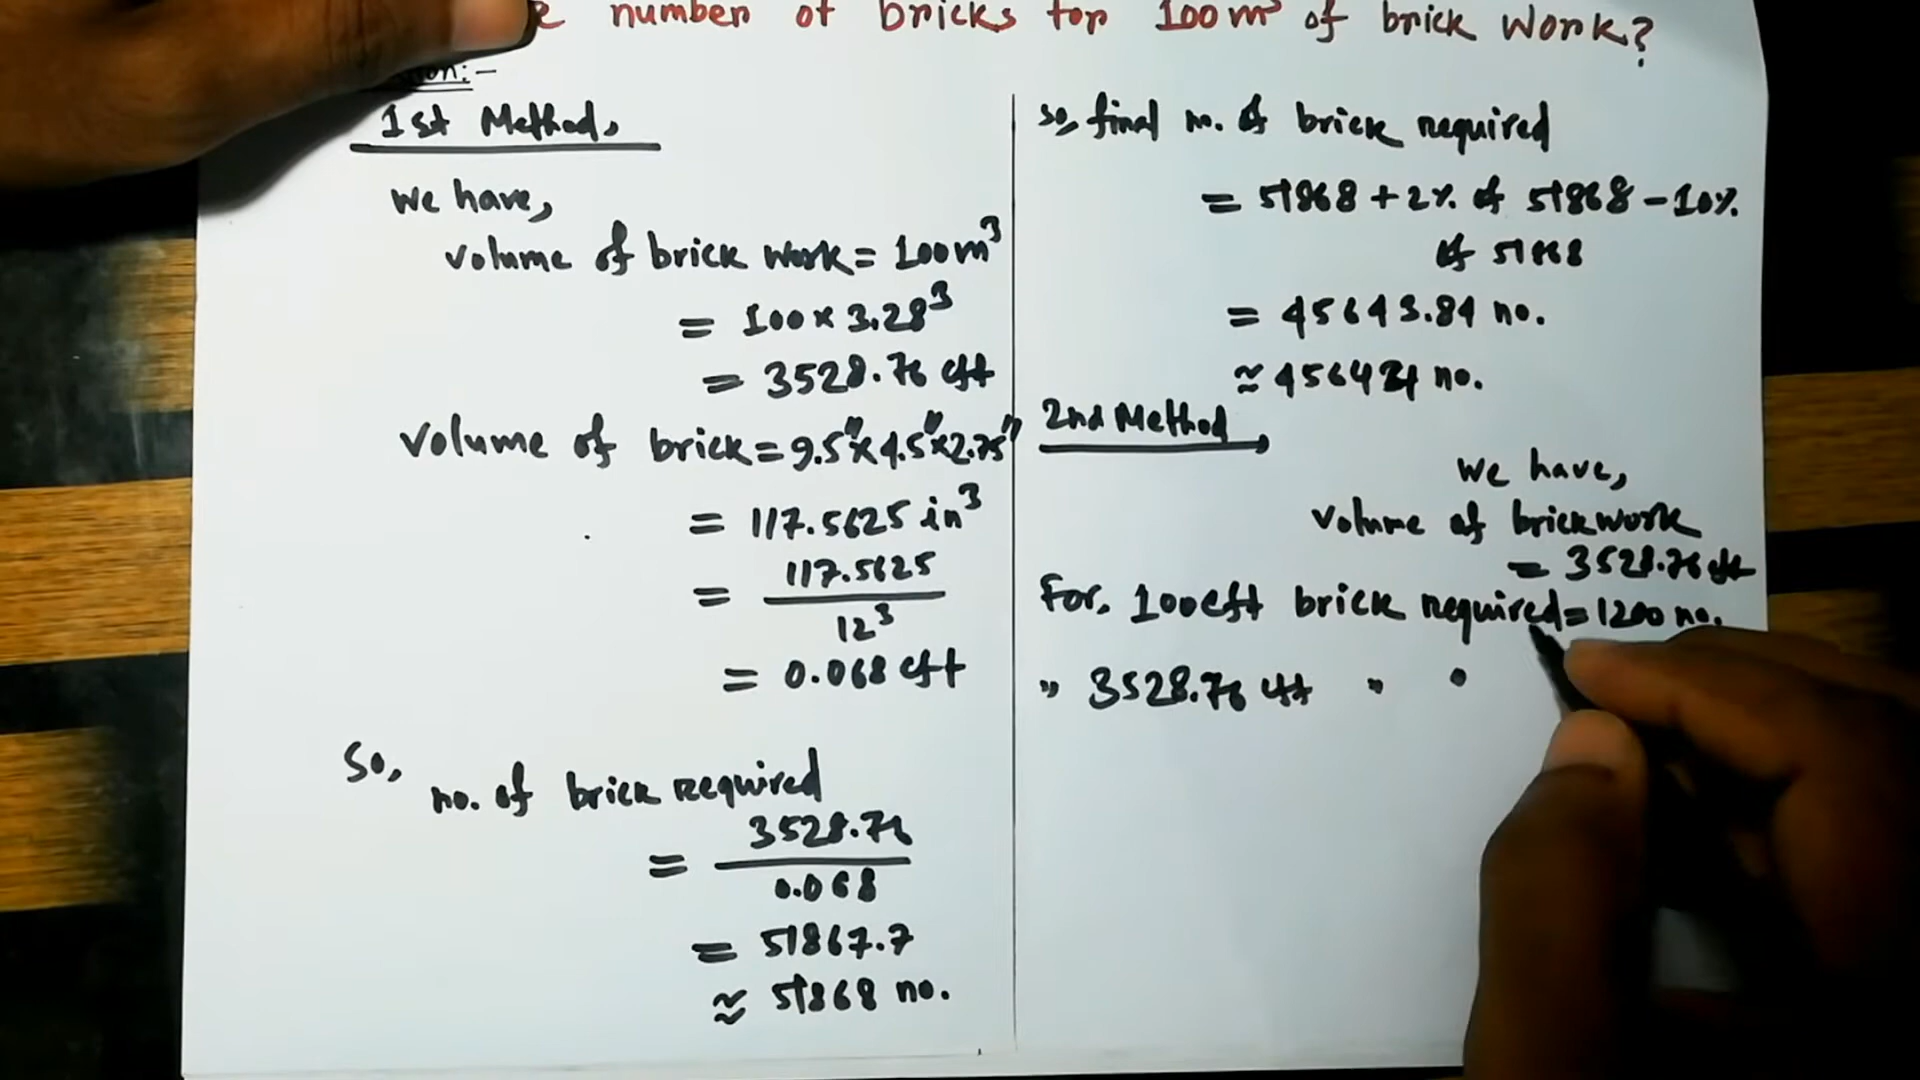 number of bricks for 100m³ of brick work?
1st Method,
we have,
volume of brick work = 100m³
= 100 × 3.28³
= 3528.76 cft
volume of brick = 9.5" × 4.5" × 2.75"
= 117.5625 in³
= 117.5625 / 12³
= 0.068 cft
So,
no. of brick required
= 3528.76 / 0.068
= 51867.7
≈ 51868 no.
so, final no. of brick required
= 51868 + 2% of 51868 - 10%
of 51868
= 45643.84 no.
≈ no.
2nd Method
we have,
volume of brickwork
= 3528.76 cft
For, 100cft brick required = 1200 no.
" 3528.76 cft " "